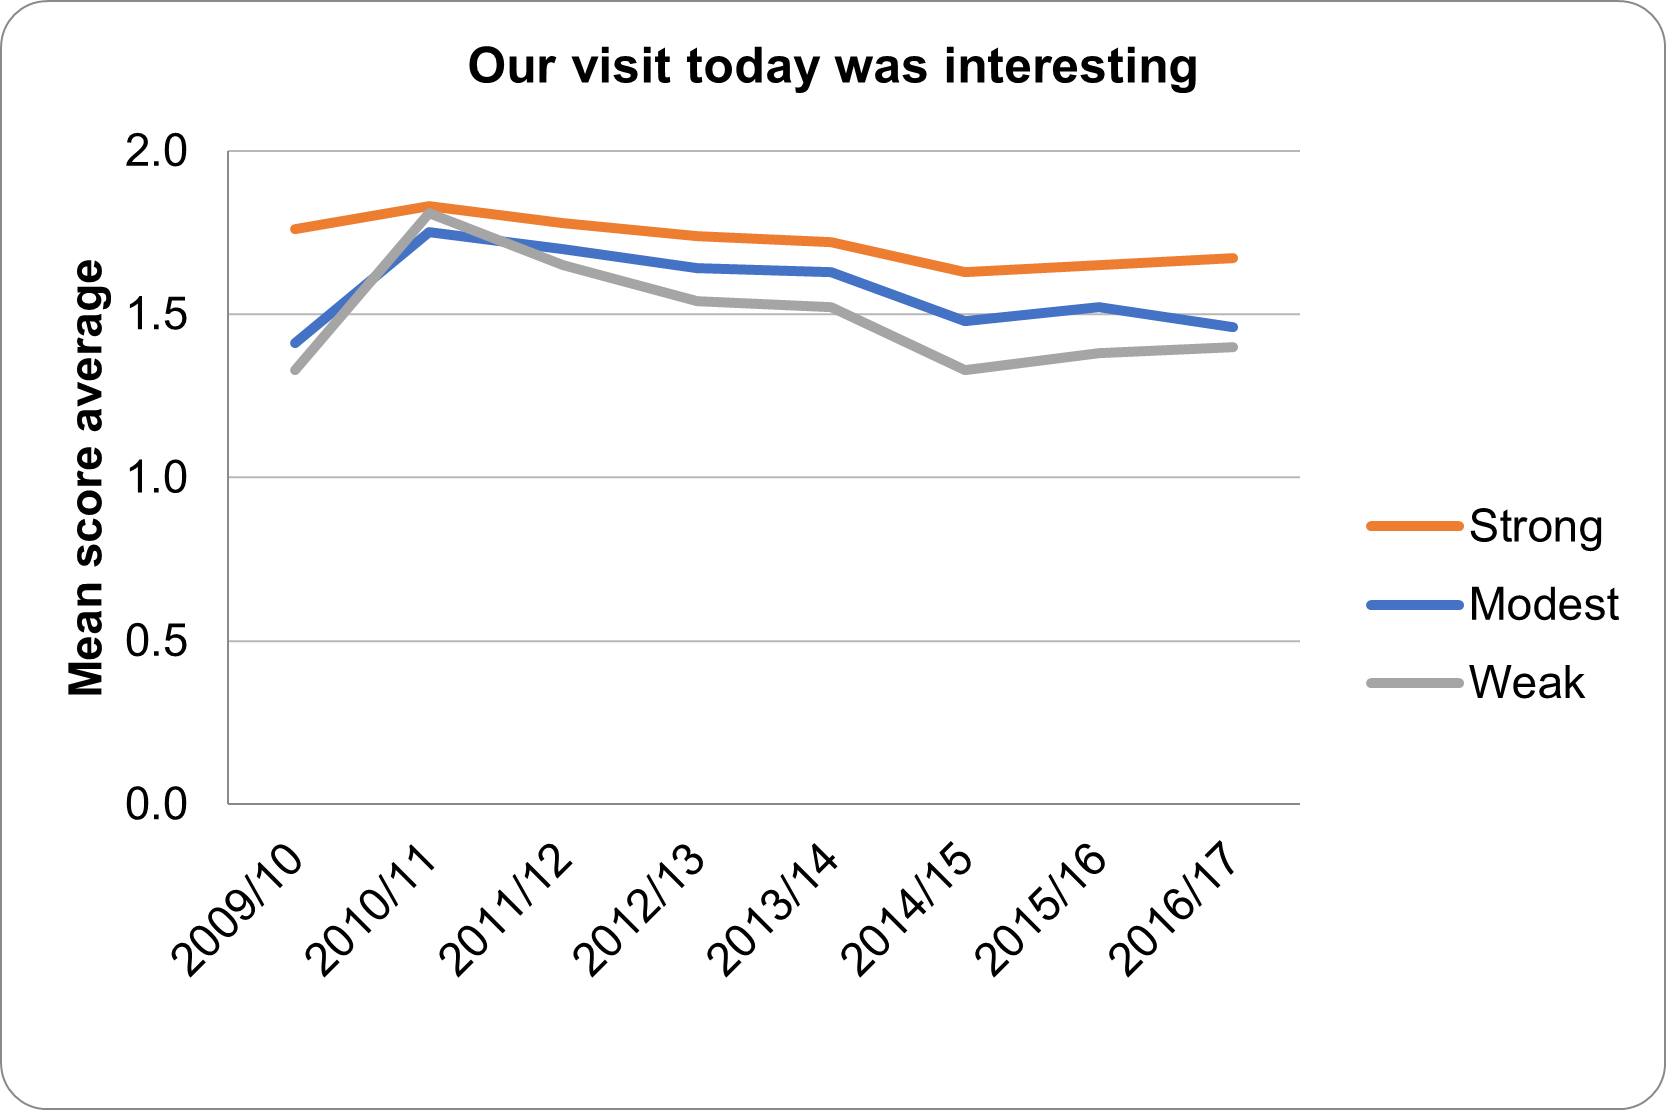 Our visit today was interesting
Mean score average
2.0
1.5
1.0
0.5
0.0
2009/10
2010/11
2011/12
2012/13
2013/14
2014/15
2015/16
2016/17
Strong
Modest
Weak